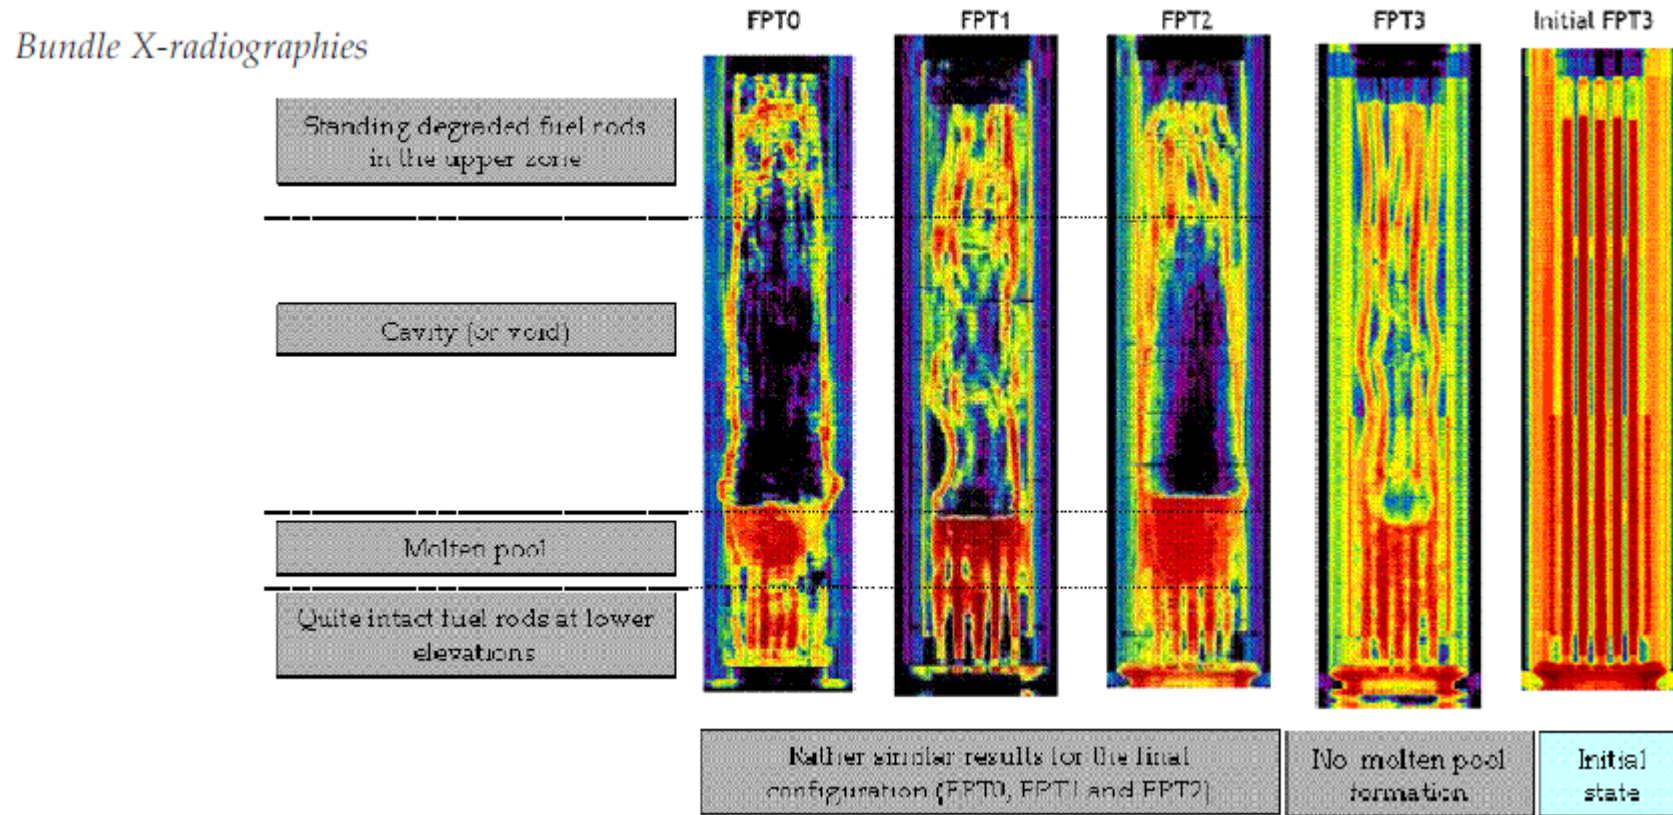 FPT0
FPT1
FPT2
FPT3
Initial FPT3
Bundle X-radiographies
Standing degraded fuel rods
in the upper zone
Cavity (or void)
Molten pool
Quite intact fuel rods at lower
elevations
Rather similar results for the final
configuration (FPT0, FPT1 and FPT2)
No molten pool
formation
Initial
state